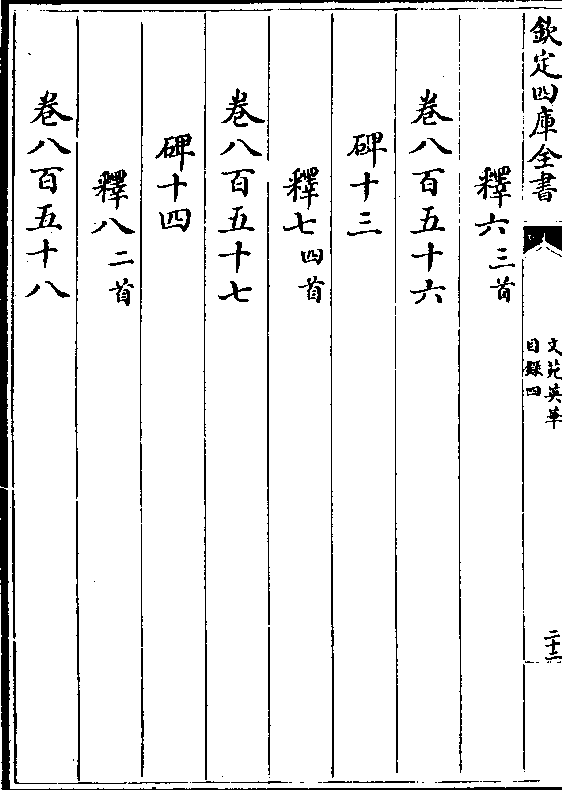 欽定四庫全書
文苑英華
目録四
二十二
釋六三首
卷八百五十六
碑十三
釋七四首
卷八百五十七
碑十四
釋八二首
卷八百五十八